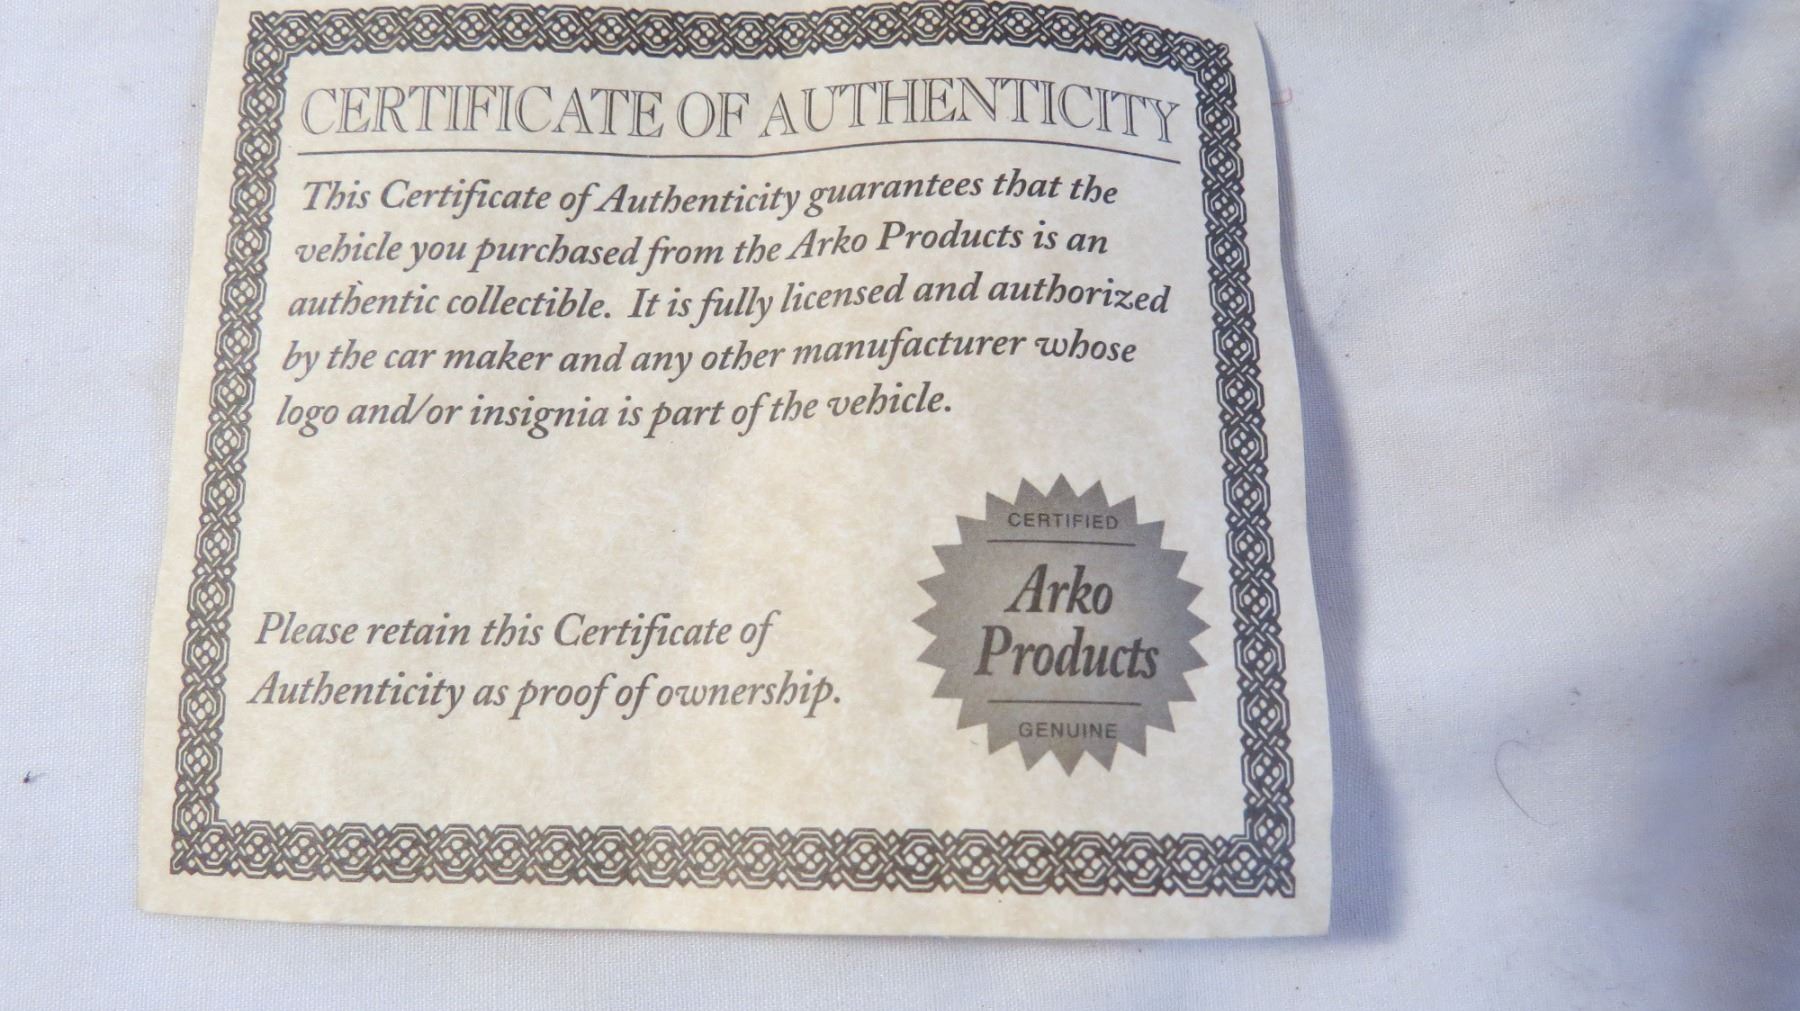 CERTIFICATE OF AUTHENTICITY
This Certificate of Authenticity guarantees that the
vehicle you purchased from the Arko Products is an
authentic collectible. It is fully licensed and authorized
by the car maker and any other manufacturer whose
logo and/or insignia is part of the vehicle.
CERTIFIED
Arko
Products
GENUINE
Please retain this Certificate of
Authenticity as proof of ownership.